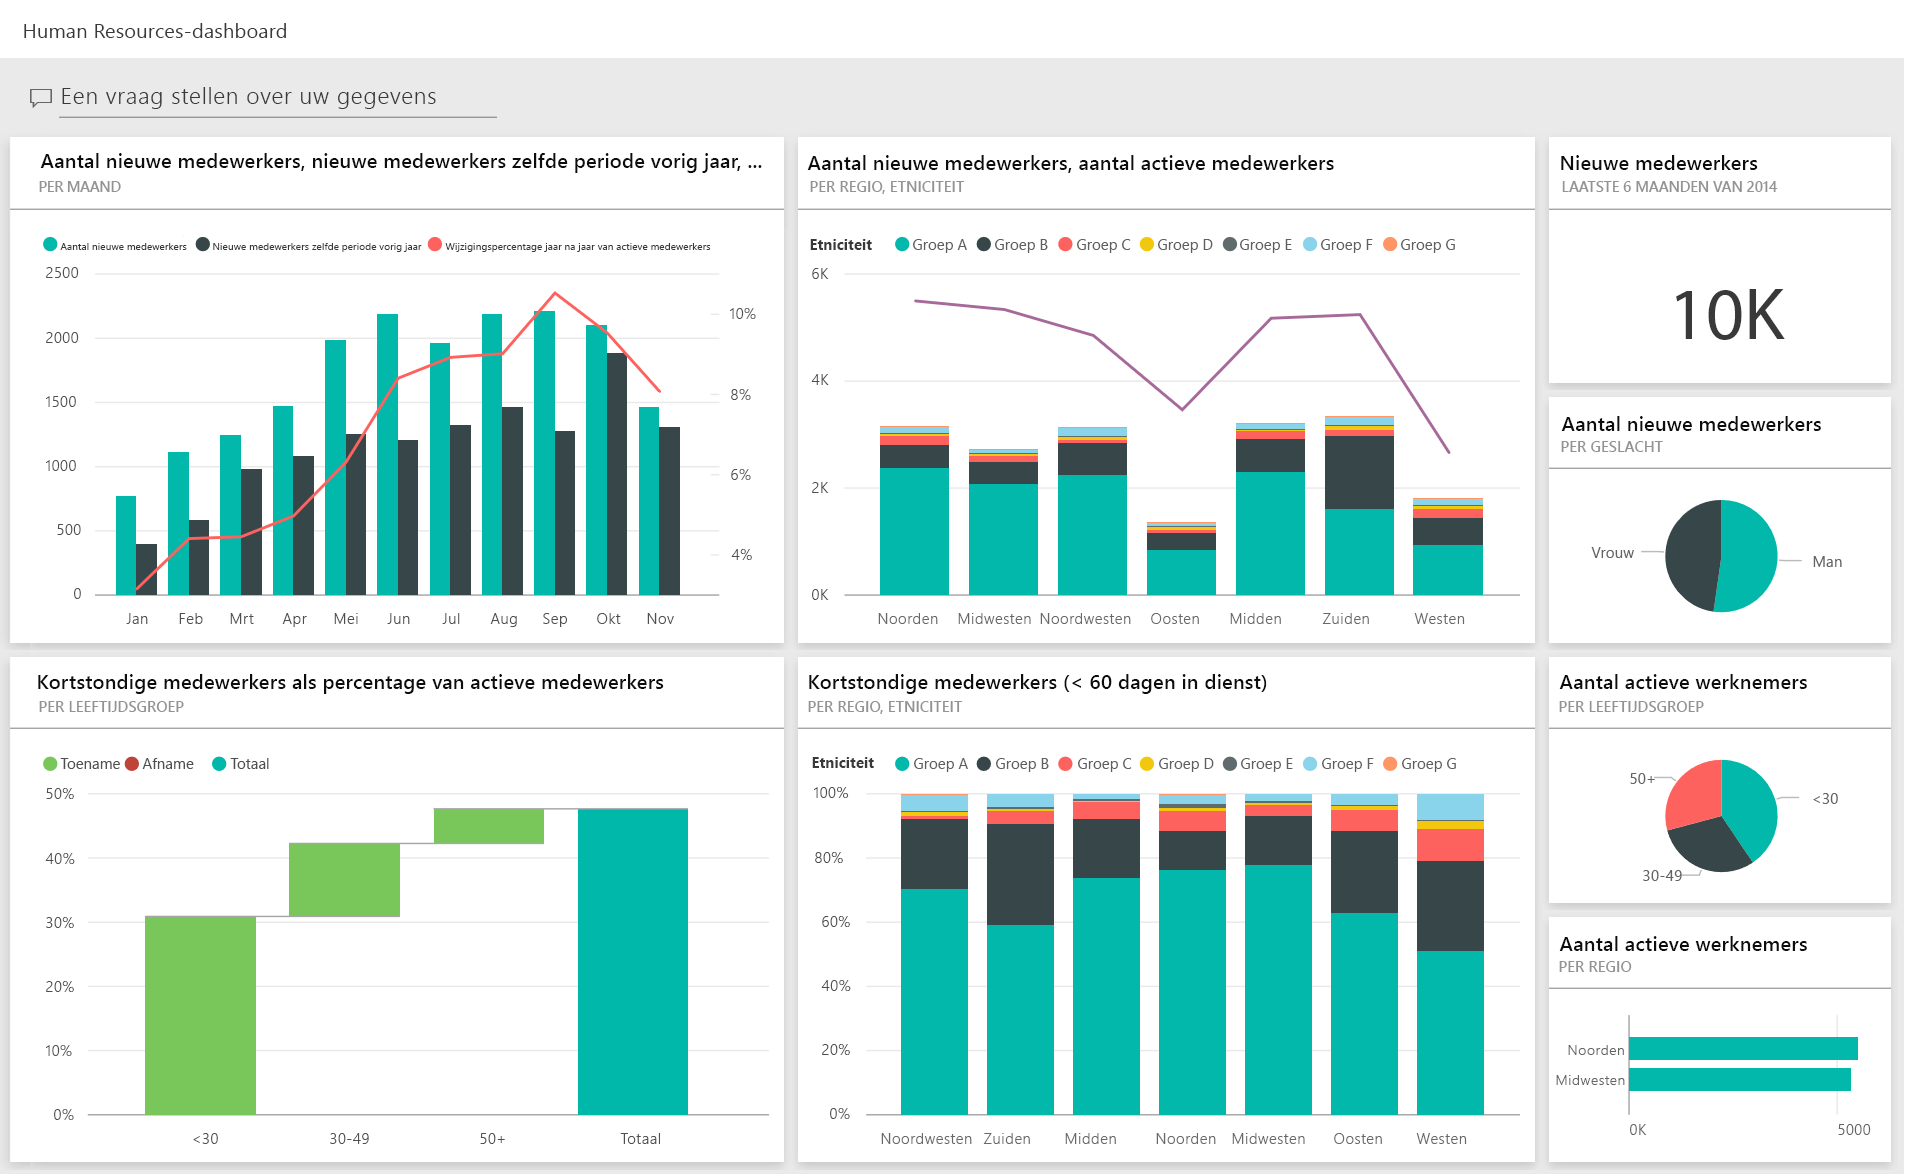 Human Resources-dashboard
Een vraag stellen over uw gegevens
Aantal nieuwe medewerkers, nieuwe medewerkers zelfde periode vorig jaar, ...
PER MAAND
Aantal nieuwe medewerkers Nieuwe medewerkers zelfde periode vorig jaar Wijzigingspercentage jaar na jaar van actieve medewerkers
2500
2000
1500
1000
500
0
10%
8%
6%
4%
Jan Feb Mrt Apr Mei Jun Jul Aug Sep Okt Nov
Aantal nieuwe medewerkers, aantal actieve medewerkers
PER REGIO, ETNICITEIT
Etniciteit Groep A Groep B Groep C Groep D Groep E Groep F Groep G
6K
4K
2K
0K
Noorden Midwesten Noordwesten Oosten Midden Zuiden Westen
Nieuwe medewerkers
LAATSTE 6 MAANDEN VAN 2014
10K
Aantal nieuwe medewerkers
PER GESLACHT
Vrouw
Man
Kortstondige medewerkers als percentage van actieve medewerkers
PER LEEFTIJDSGROEP
Toename Afname Totaal
50%
40%
30%
20%
10%
0%
<30 30-49 50+ Totaal
Kortstondige medewerkers (< 60 dagen in dienst)
PER REGIO, ETNICITEIT
Etniciteit Groep A Groep B Groep C Groep D Groep E Groep F Groep G
100%
80%
60%
40%
20%
0%
Noordwesten Zuiden Midden Noorden Midwesten Oosten Westen
Aantal actieve werknemers
PER LEEFTIJDSGROEP
50+
<30
30-49
Aantal actieve werknemers
PER REGIO
Noorden
Midwesten
0K 5000